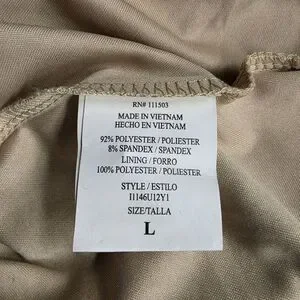 RN# 111503
MADE IN VIETNAM
HECHO EN VIETNAM
92% POLYESTER / POLIESTER
8% SPANDEX / SPANDEX
LINING / FORRO
100% POLYESTER / POLIESTER
STYLE / ESTILO
I1146U12Y1
SIZE/TALLA
L